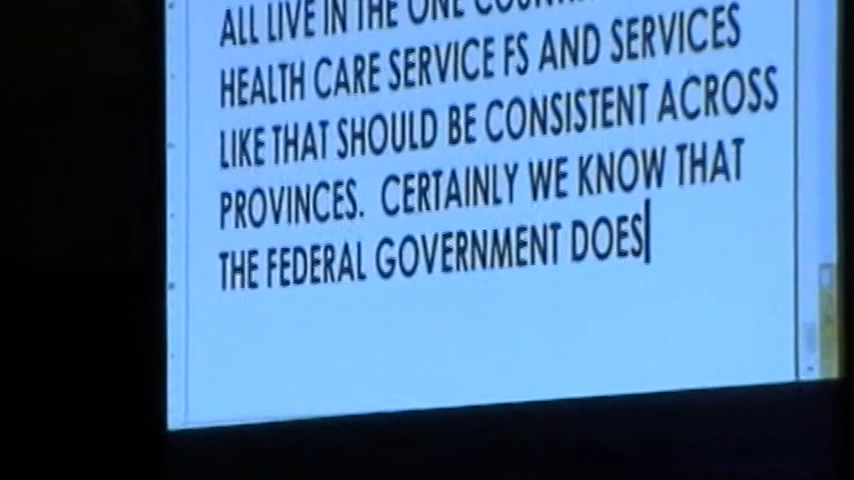 ALL LIVE IN THE ONE
HEALTH CARE SERVICE FS AND SERVICES
LIKE THAT SHOULD BE CONSISTENT ACROSS
PROVINCES. CERTAINLY WE KNOW THAT
THE FEDERAL GOVERNMENT DOES